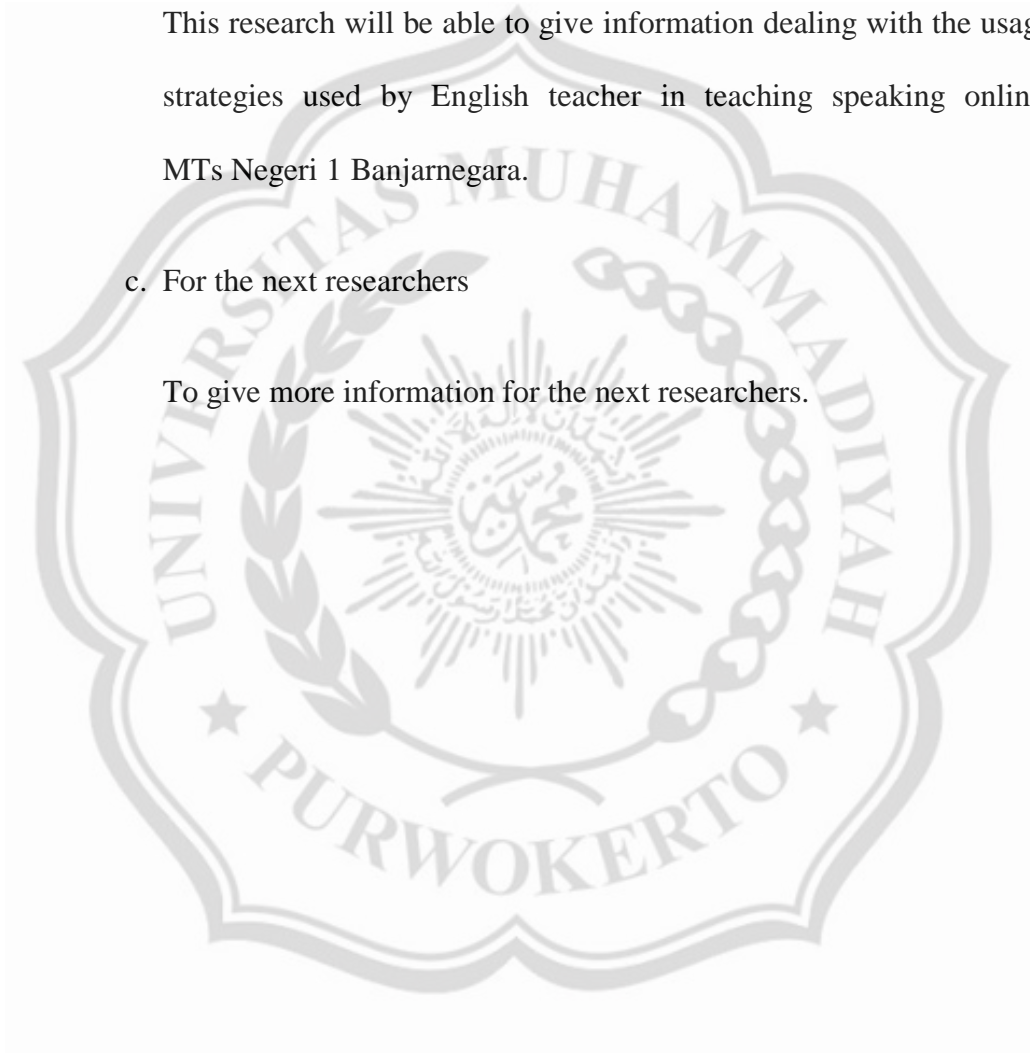 This research will be able to give information dealing with the usag
strategies used by English teacher in teaching speaking onlin
MTs Negeri 1 Banjarnegara.
c. For the next researchers
To give more information for the next researchers.
UNIVERSITAS MUHAMMADIYAH
PURWOKERTO